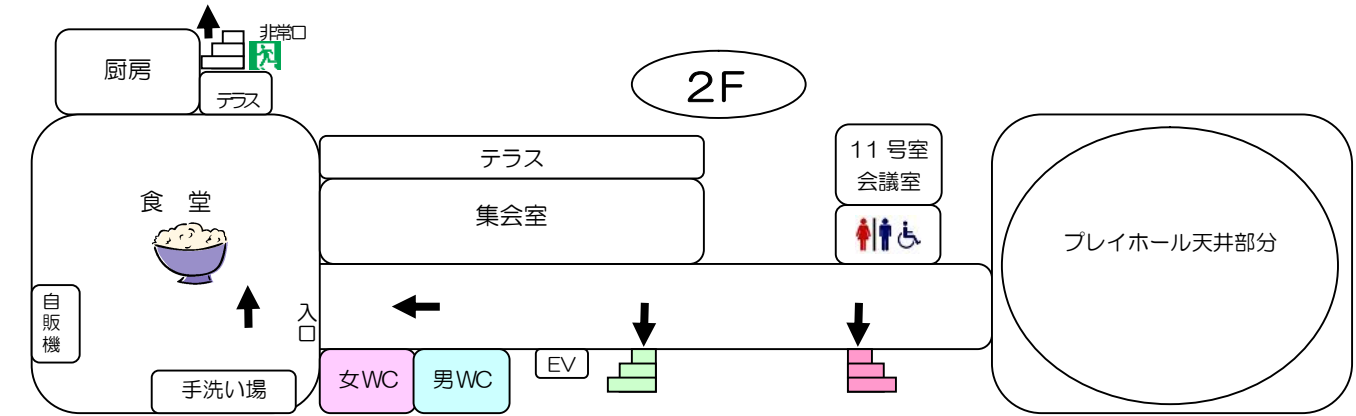 非常口
厨房
テラス
2F
テラス
11 号室
会議室
食 堂
集会室
プレイホール天井部分
自
販
機
入
口
手洗い場
女WC
男WC
EV